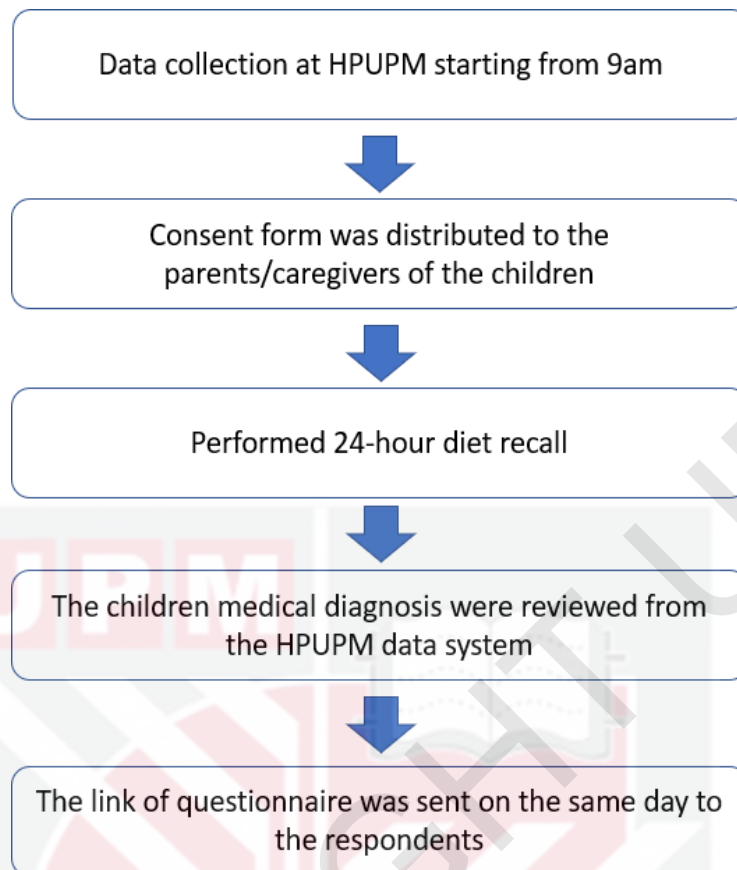 Data collection at HPUPM starting from 9am
Consent form was distributed to the
parents/caregivers of the children
Performed 24-hour diet recall
The children medical diagnosis were reviewed from
the HPUPM data system
The link of questionnaire was sent on the same day to
the respondents
UPM
GHT U